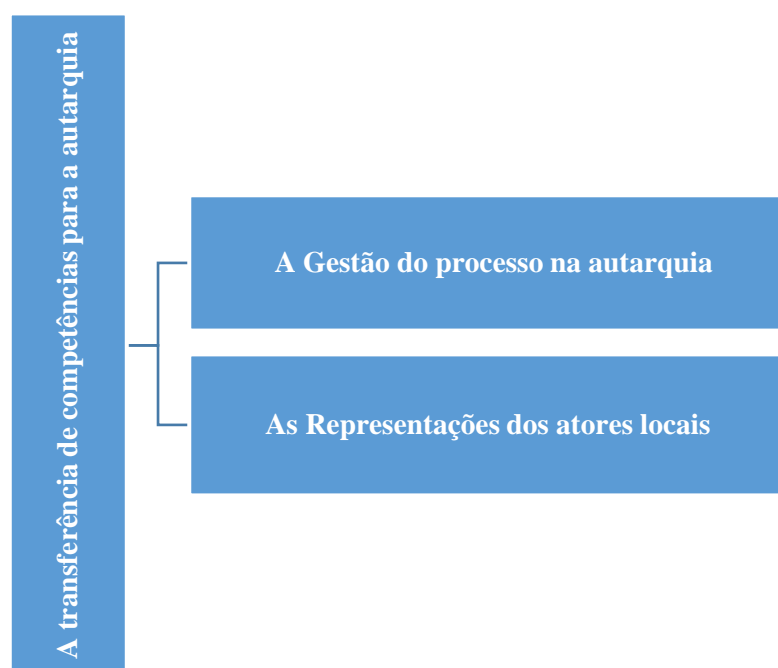 A transferência de competências para a autarquia
A Gestão do processo na autarquia
As Representações dos atores locais